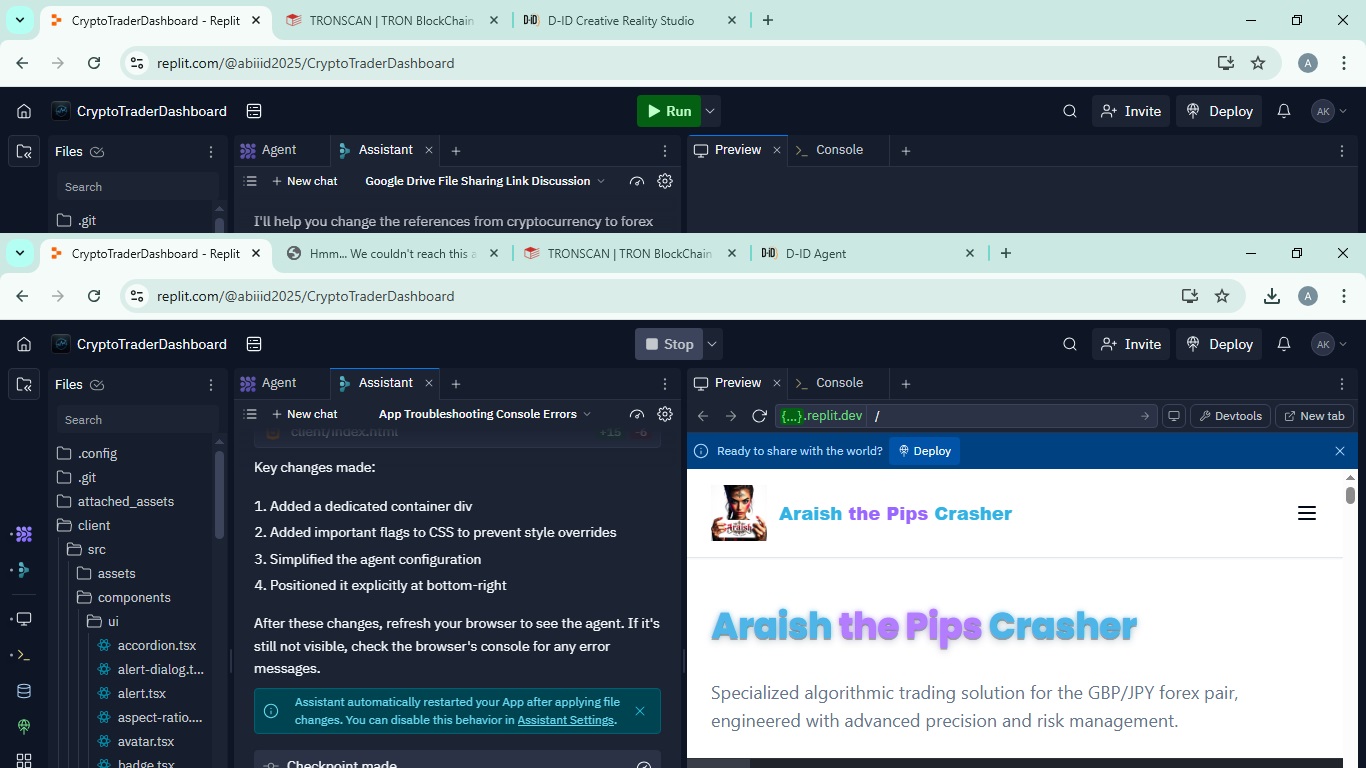 CryptoTraderDashboard - Replit
TRONSCAN | TRON BlockChain
D-ID D-ID Creative Reality Studio
replit.com/@abiiid2025/CryptoTraderDashboard
A
CryptoTraderDashboard
Run
Invite
Deploy
AK
Files
Agent
Assistant
Preview
Console
Search
New chat
Google Drive File Sharing Link Discussion
.git
I'll help you change the references from cryptocurrency to forex
CryptoTraderDashboard - Replit
Hmm... We couldn't reach this a
TRONSCAN | TRON BlockChain
D-ID D-ID Agent
replit.com/@abiiid2025/CryptoTraderDashboard
A
CryptoTraderDashboard
Stop
Invite
Deploy
AK
Files
Agent
Assistant
Preview
Console
Search
New chat
App Troubleshooting Console Errors
{...}.replit.dev /
Devtools
New tab
client/index.html +15 -6
Ready to share with the world?
Deploy
.config
.git
attached_assets
client
src
assets
components
ui
accordion.tsx
alert-dialog.t...
alert.tsx
aspect-ratio....
avatar.tsx
badge.tsx
Key changes made:
1. Added a dedicated container div
2. Added important flags to CSS to prevent style overrides
3. Simplified the agent configuration
4. Positioned it explicitly at bottom-right
After these changes, refresh your browser to see the agent. If it's
still not visible, check the browser's console for any error
messages.
Assistant automatically restarted your App after applying file
changes. You can disable this behavior in Assistant Settings.
Checkpoint made
Araish
Araish the Pips Crasher
Araish the Pips Crasher
Specialized algorithmic trading solution for the GBP/JPY forex pair,
engineered with advanced precision and risk management.